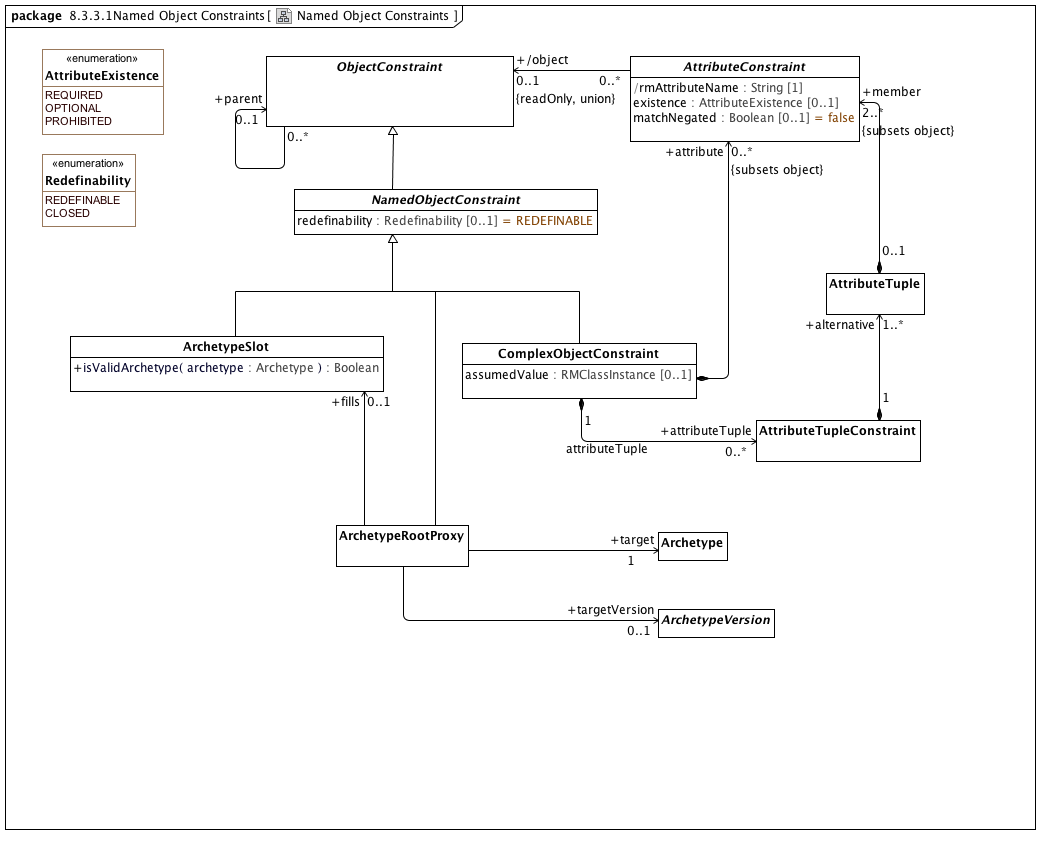 package 8.3.3.1Named Object Constraints[ Named Object Constraints ]
«enumeration»
AttributeExistence
REQUIRED
OPTIONAL
PROHIBITED
«enumeration»
Redefinability
REDEFINABLE
CLOSED
ObjectConstraint
+parent
0..1
0..*
+/object
0..1
0..*
{readOnly, union}
AttributeConstraint
/rmAttributeName : String [1]
existence : AttributeExistence [0..1]
matchNegated : Boolean [0..1] = false
+member
2..*
{subsets object}
+attribute
0..*
{subsets object}
NamedObjectConstraint
redefinability : Redefinability [0..1] = REDEFINABLE
0..1
AttributeTuple
+alternative
1..*
ArchetypeSlot
+isValidArchetype( archetype : Archetype ) : Boolean
ComplexObjectConstraint
assumedValue : RMClassInstance [0..1]
+fills
0..1
1
1
+attributeTuple
attributeTuple
0..*
AttributeTupleConstraint
ArchetypeRootProxy
+target
1
Archetype
+targetVersion
0..1
ArchetypeVersion